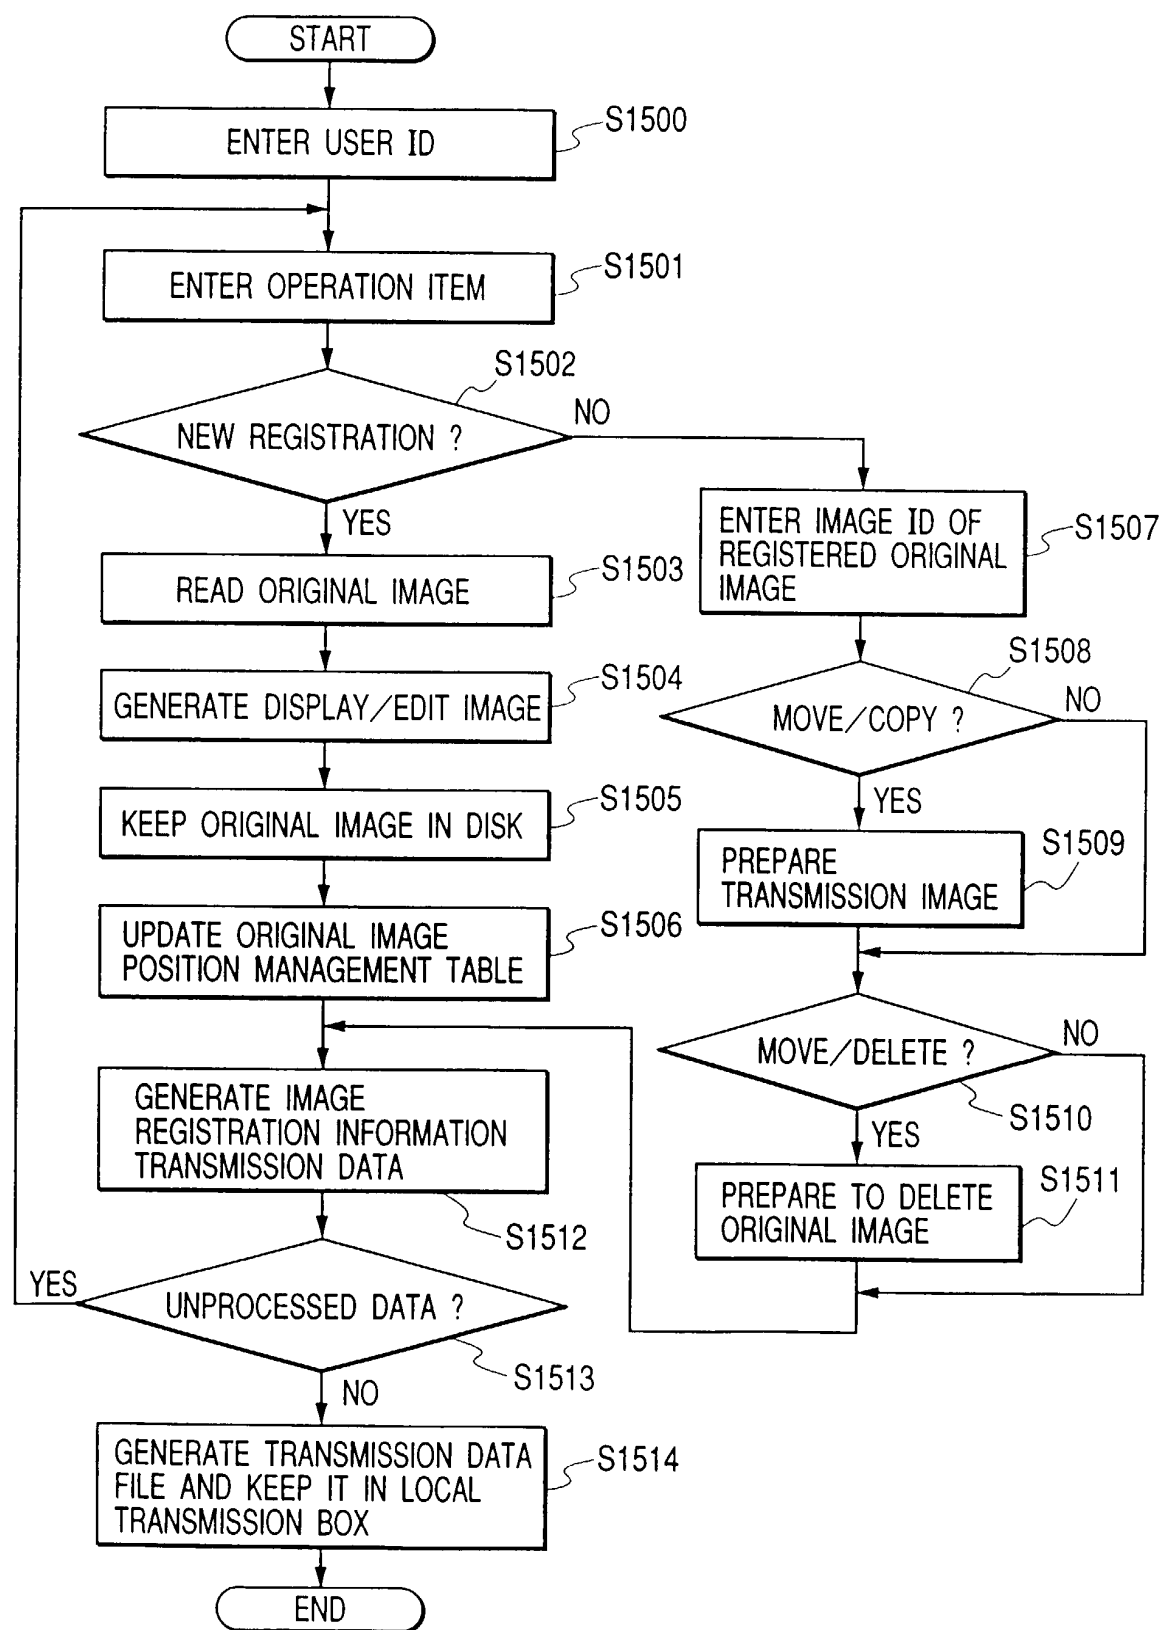 START
ENTER USER ID
S1500
ENTER OPERATION ITEM
S1501
S1502
NEW REGISTRATION ?
NO
YES
READ ORIGINAL IMAGE
S1503
GENERATE DISPLAY/EDIT IMAGE
S1504
KEEP ORIGINAL IMAGE IN DISK
S1505
UPDATE ORIGINAL IMAGE
POSITION MANAGEMENT TABLE
S1506
ENTER IMAGE ID OF
REGISTERED ORIGINAL
IMAGE
S1507
S1508
MOVE/COPY ?
NO
YES
PREPARE
TRANSMISSION IMAGE
S1509
MOVE/DELETE ?
NO
S1510
YES
PREPARE TO DELETE
ORIGINAL IMAGE
S1511
GENERATE IMAGE
REGISTRATION INFORMATION
TRANSMISSION DATA
S1512
YES
UNPROCESSED DATA ?
S1513
NO
GENERATE TRANSMISSION DATA
FILE AND KEEP IT IN LOCAL
TRANSMISSION BOX
S1514
END